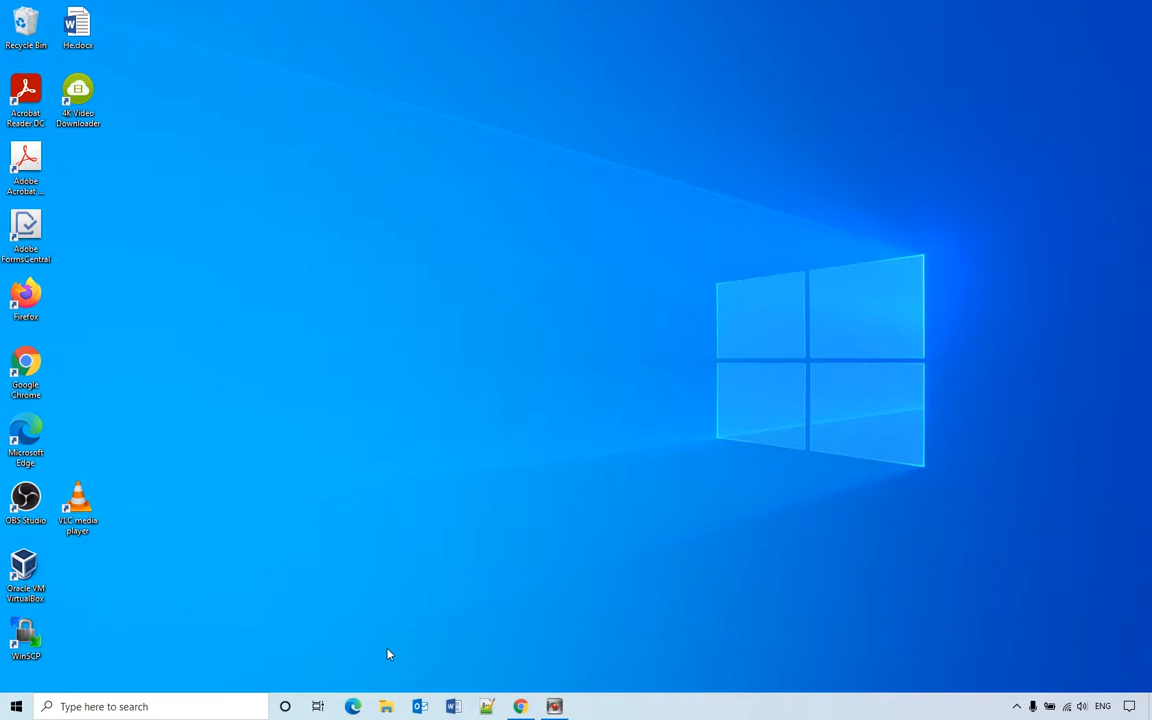 Recycle Bin
He.docx
Acrobat
Reader DC
4K Video
Downloader
Adobe
Acrobat ...
Adobe
FormsCentral
Firefox
Google
Chrome
Microsoft
Edge
OBS Studio
VLC media
player
Oracle VM
VirtualBox
WinSCP
Type here to search
ENG